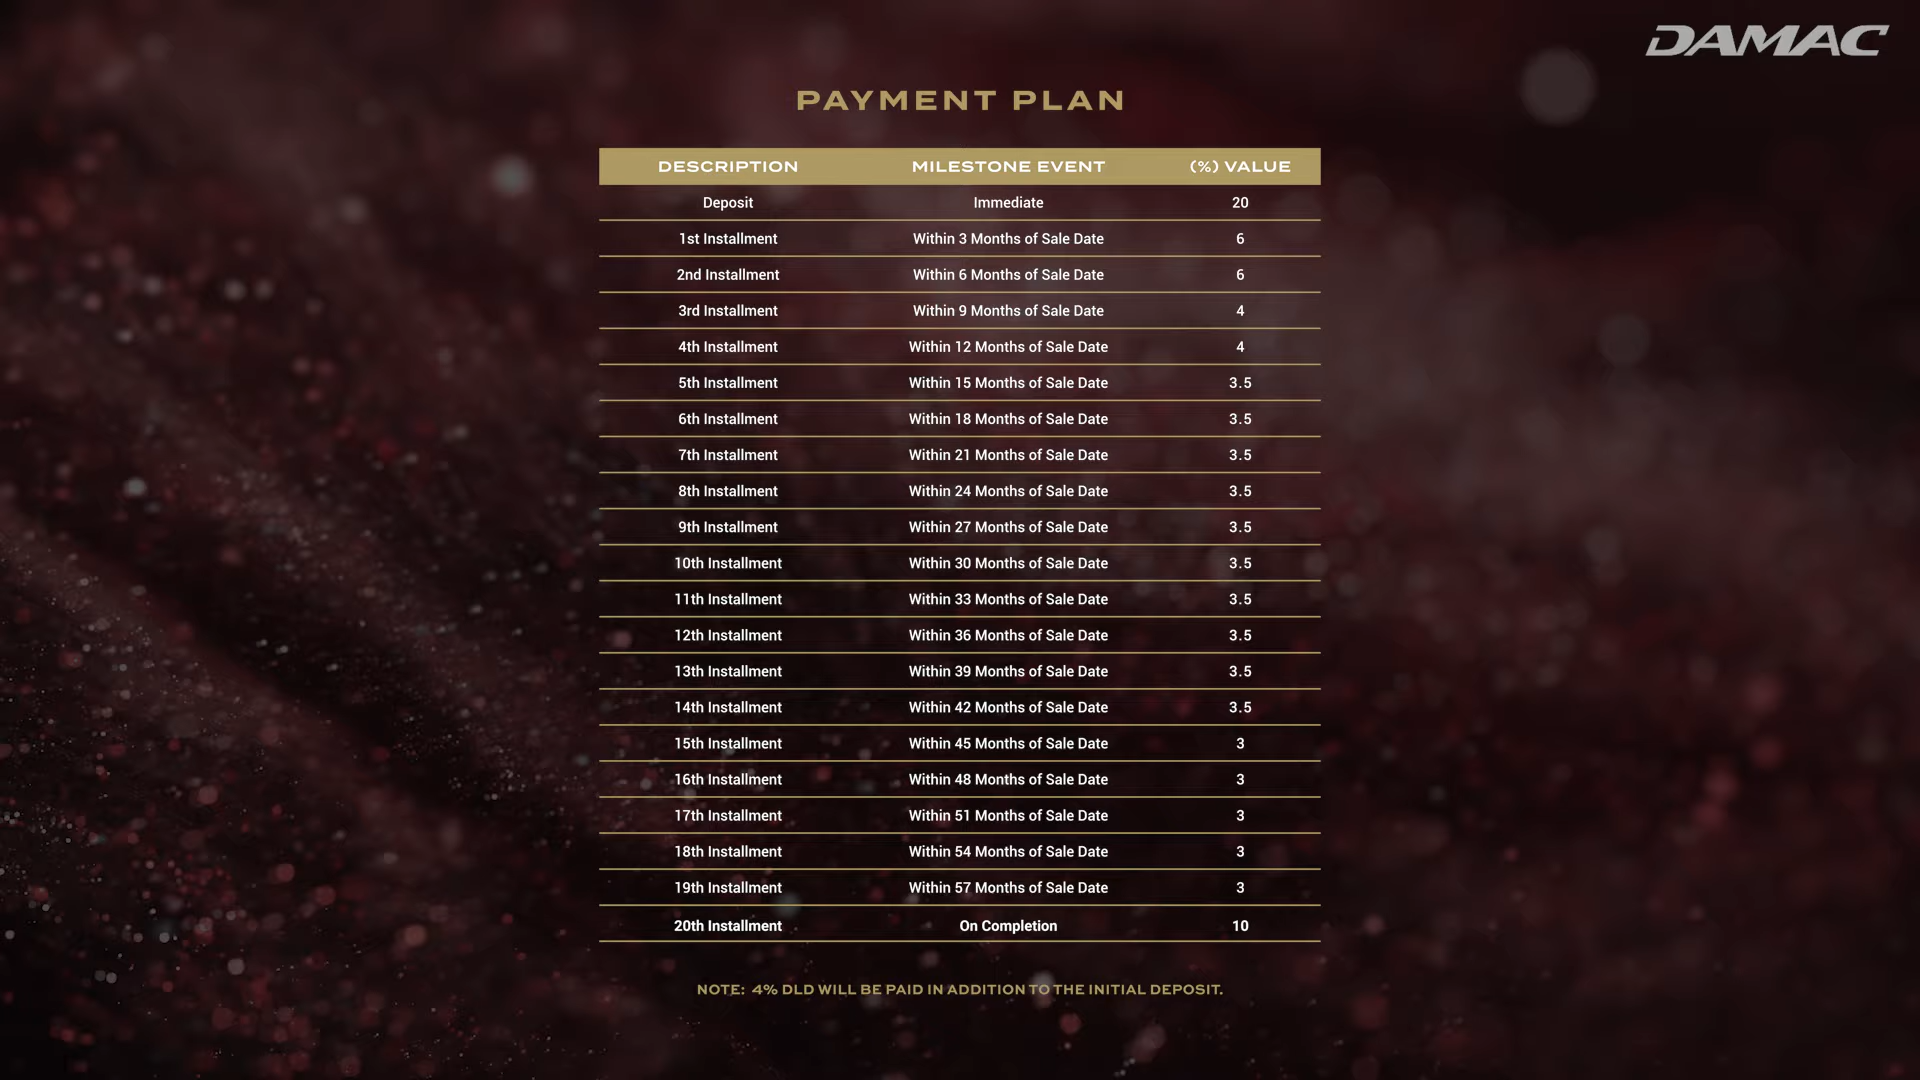 DAMAC
PAYMENT PLAN
DESCRIPTION MILESTONE EVENT (%) VALUE
Deposit Immediate 20
1st Installment Within 3 Months of Sale Date 6
2nd Installment Within 6 Months of Sale Date 6
3rd Installment Within 9 Months of Sale Date 4
4th Installment Within 12 Months of Sale Date 4
5th Installment Within 15 Months of Sale Date 3.5
6th Installment Within 18 Months of Sale Date 3.5
7th Installment Within 21 Months of Sale Date 3.5
8th Installment Within 24 Months of Sale Date 3.5
9th Installment Within 27 Months of Sale Date 3.5
10th Installment Within 30 Months of Sale Date 3.5
11th Installment Within 33 Months of Sale Date 3.5
12th Installment Within 36 Months of Sale Date 3.5
13th Installment Within 39 Months of Sale Date 3.5
14th Installment Within 42 Months of Sale Date 3.5
15th Installment Within 45 Months of Sale Date 3
16th Installment Within 48 Months of Sale Date 3
17th Installment Within 51 Months of Sale Date 3
18th Installment Within 54 Months of Sale Date 3
19th Installment Within 57 Months of Sale Date 3
20th Installment On Completion 10
NOTE: 4% DLD WILL BE PAID IN ADDITION TO THE INITIAL DEPOSIT.